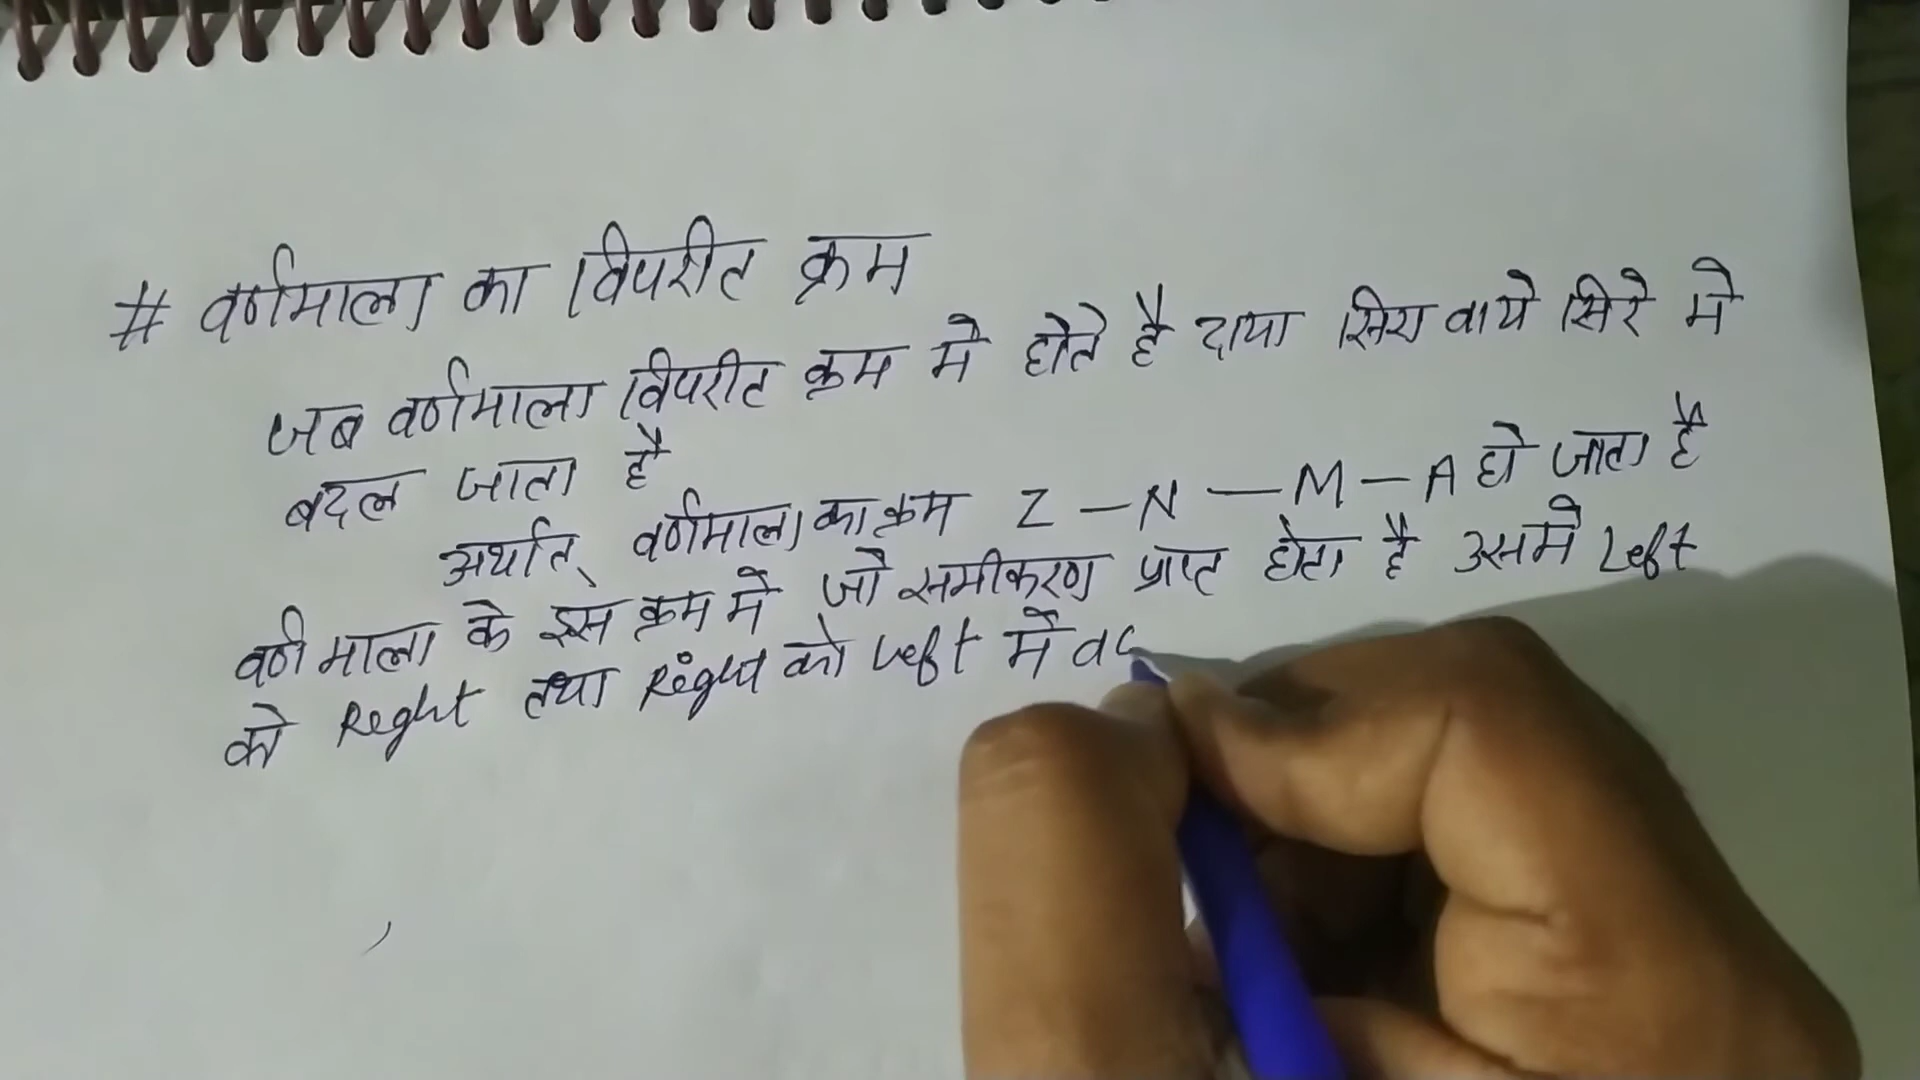 # वर्णमाला का विपरीत क्रम
जब वर्णमाला विपरीत क्रम मे होते है दाया सिरा वाये सिरे मे
बदल जाता है
अर्थात् वर्णमाला का क्रम Z – N – M – A हो जाता है
वर्णमाला के इस क्रम मे जो समीकरण प्राप्त होता है उसमे Left
को Reght तथा Right को Left मे